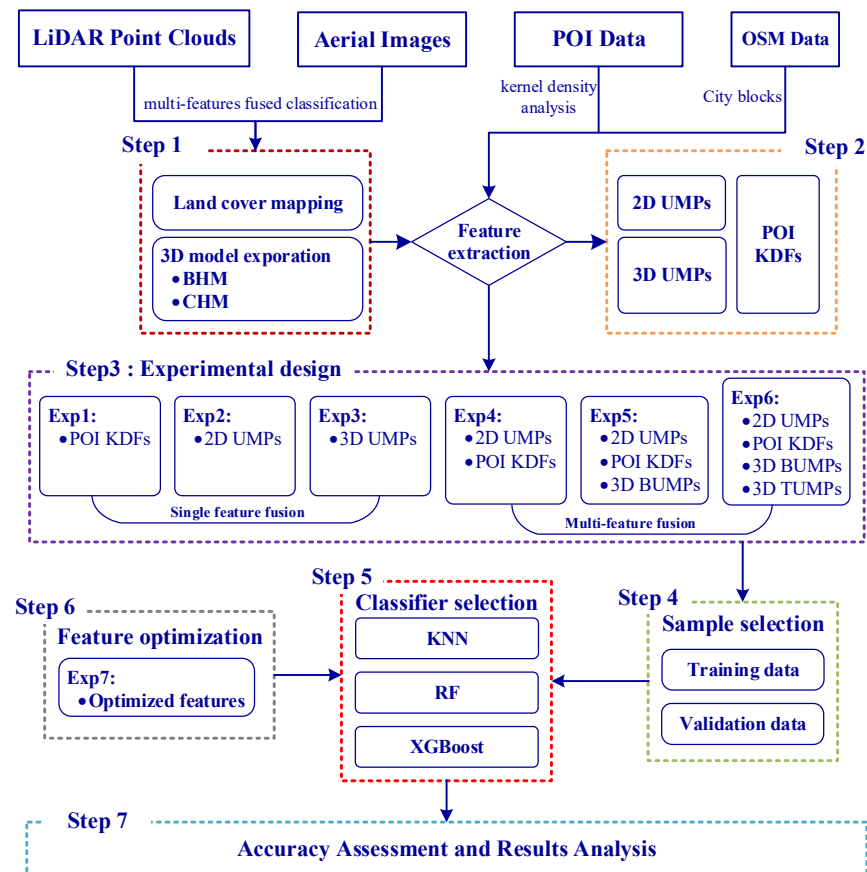 LiDAR Point Clouds
Aerial Images
POI Data
OSM Data
multi-features fused classification
kernel density
analysis
City blocks
Step 1
Land cover mapping
3D model exporation
•BHM
•CHM
Feature
extraction
Step 2
2D UMPs
3D UMPs
POI
KDFs
Step3 : Experimental design
Exp1:
•POI KDFs
Exp2:
•2D UMPs
Exp3:
•3D UMPs
Single feature fusion
Exp4:
•2D UMPs
•POI KDFs
Exp5:
•2D UMPs
•POI KDFs
•3D BUMPs
Exp6:
•2D UMPs
•POI KDFs
•3D BUMPs
•3D TUMPs
Multi-feature fusion
Step 4
Sample selection
Training data
Validation data
Step 5
Classifier selection
KNN
RF
XGBoost
Step 6
Feature optimization
Exp7:
•Optimized features
Step 7
Accuracy Assessment and Results Analysis